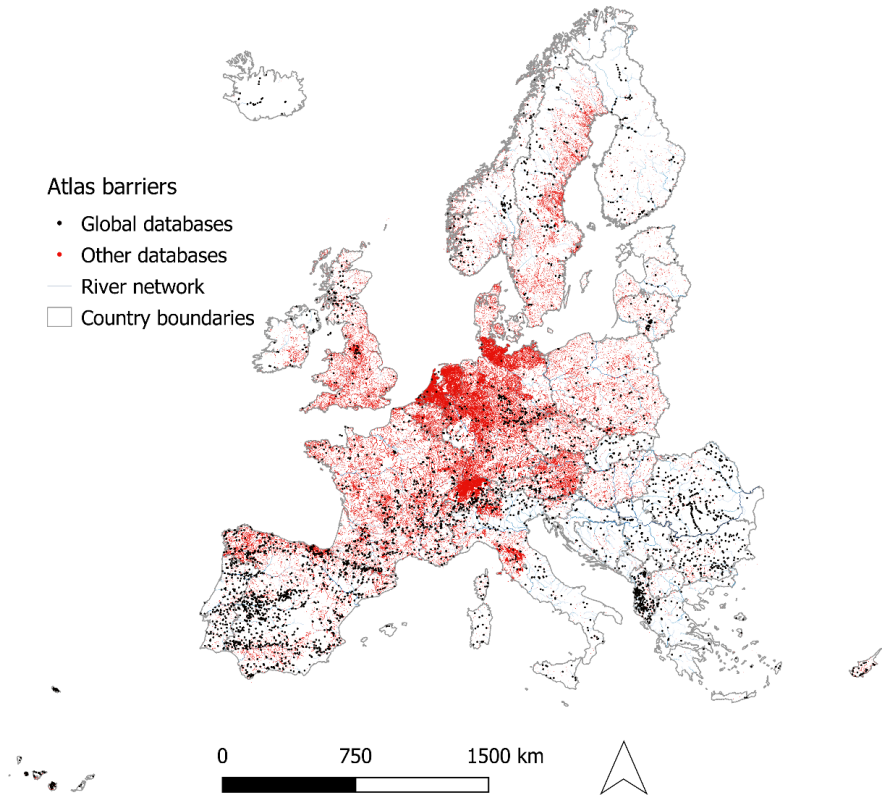 Atlas barriers
Global databases
Other databases
River network
Country boundaries
0 750 1500 km